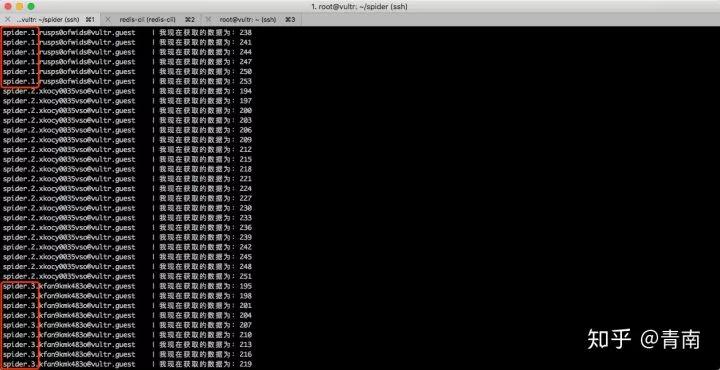 1. root@vultr: ~/spider (ssh)
...vultr: ~/spider (ssh) ⌘1 × redis-cli (redis-cli) ⌘2 × root@vultr: ~ (ssh) ⌘3
spider.1.rusps0ofwids@vultr.guest | 我现在获取的数据为：238
spider.1.rusps0ofwids@vultr.guest | 我现在获取的数据为：241
spider.1.rusps0ofwids@vultr.guest | 我现在获取的数据为：244
spider.1.rusps0ofwids@vultr.guest | 我现在获取的数据为：247
spider.1.rusps0ofwids@vultr.guest | 我现在获取的数据为：250
spider.1.rusps0ofwids@vultr.guest | 我现在获取的数据为：253
spider.2.xkocy0035vso@vultr.guest | 我现在获取的数据为：194
spider.2.xkocy0035vso@vultr.guest | 我现在获取的数据为：197
spider.2.xkocy0035vso@vultr.guest | 我现在获取的数据为：200
spider.2.xkocy0035vso@vultr.guest | 我现在获取的数据为：203
spider.2.xkocy0035vso@vultr.guest | 我现在获取的数据为：206
spider.2.xkocy0035vso@vultr.guest | 我现在获取的数据为：209
spider.2.xkocy0035vso@vultr.guest | 我现在获取的数据为：212
spider.2.xkocy0035vso@vultr.guest | 我现在获取的数据为：215
spider.2.xkocy0035vso@vultr.guest | 我现在获取的数据为：218
spider.2.xkocy0035vso@vultr.guest | 我现在获取的数据为：221
spider.2.xkocy0035vso@vultr.guest | 我现在获取的数据为：224
spider.2.xkocy0035vso@vultr.guest | 我现在获取的数据为：227
spider.2.xkocy0035vso@vultr.guest | 我现在获取的数据为：230
spider.2.xkocy0035vso@vultr.guest | 我现在获取的数据为：233
spider.2.xkocy0035vso@vultr.guest | 我现在获取的数据为：236
spider.2.xkocy0035vso@vultr.guest | 我现在获取的数据为：239
spider.2.xkocy0035vso@vultr.guest | 我现在获取的数据为：242
spider.2.xkocy0035vso@vultr.guest | 我现在获取的数据为：245
spider.2.xkocy0035vso@vultr.guest | 我现在获取的数据为：248
spider.2.xkocy0035vso@vultr.guest | 我现在获取的数据为：251
spider.3.kfan9kmk483o@vultr.guest | 我现在获取的数据为：195
spider.3.kfan9kmk483o@vultr.guest | 我现在获取的数据为：198
spider.3.kfan9kmk483o@vultr.guest | 我现在获取的数据为：201
spider.3.kfan9kmk483o@vultr.guest | 我现在获取的数据为：204
spider.3.kfan9kmk483o@vultr.guest | 我现在获取的数据为：207
spider.3.kfan9kmk483o@vultr.guest | 我现在获取的数据为：210
spider.3.kfan9kmk483o@vultr.guest | 我现在获取的数据为：213
spider.3.kfan9kmk483o@vultr.guest | 我现在获取的数据为：216
spider.3.kfan9kmk483o@vultr.guest | 我现在获取的数据为：219
知乎 @青南